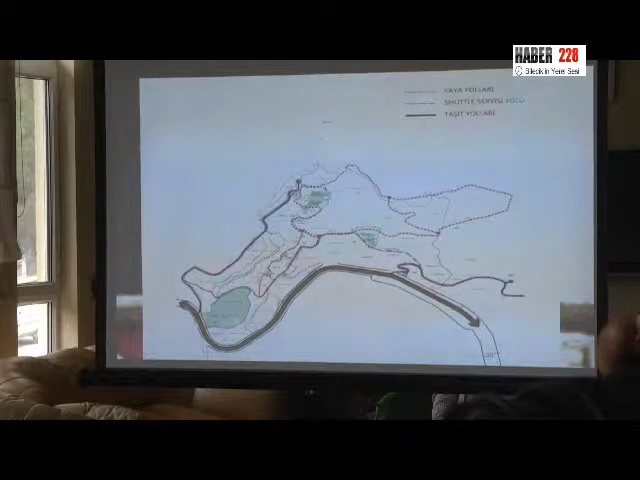 HABER 228
Bilecik'in Yerel Sesi
YAYA YOLLARI
SHUTTLE SERVİSİ YOLU
TAŞIT YOLLARI